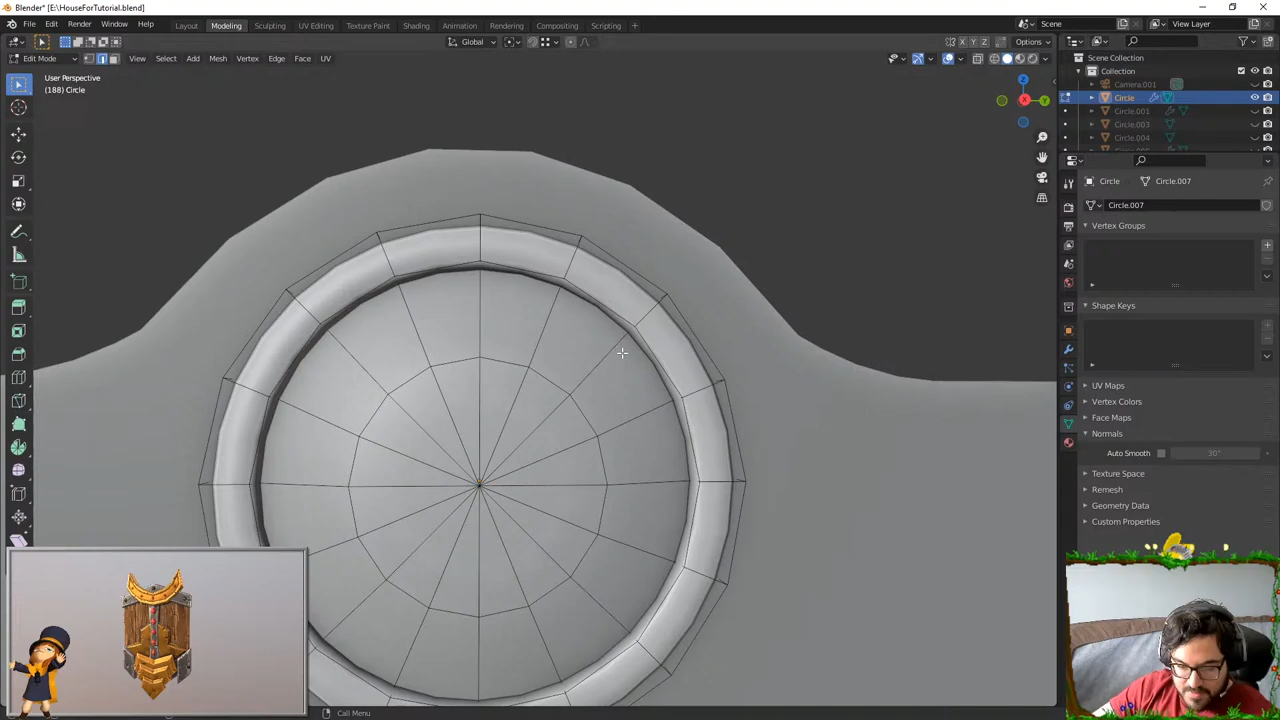 Blender* [E:\HouseForTutorial.blend]
File Edit Render Window Help
Layout Modeling Sculpting UV Editing Texture Paint Shading Animation Rendering Compositing Scripting +
Scene View Layer
Global Options
X Y Z
Edit Mode View Select Add Mesh Vertex Edge Face UV
User Perspective
(188) Circle
Z
X
Y
Scene Collection
Collection
Camera.001
Circle
Circle.001
Circle.003
Circle.004
Circle Circle.007
Circle.007
Vertex Groups
Shape Keys
UV Maps
Vertex Colors
Face Maps
Normals
Auto Smooth 30°
Texture Space
Remesh
Geometry Data
Custom Properties
Call Menu